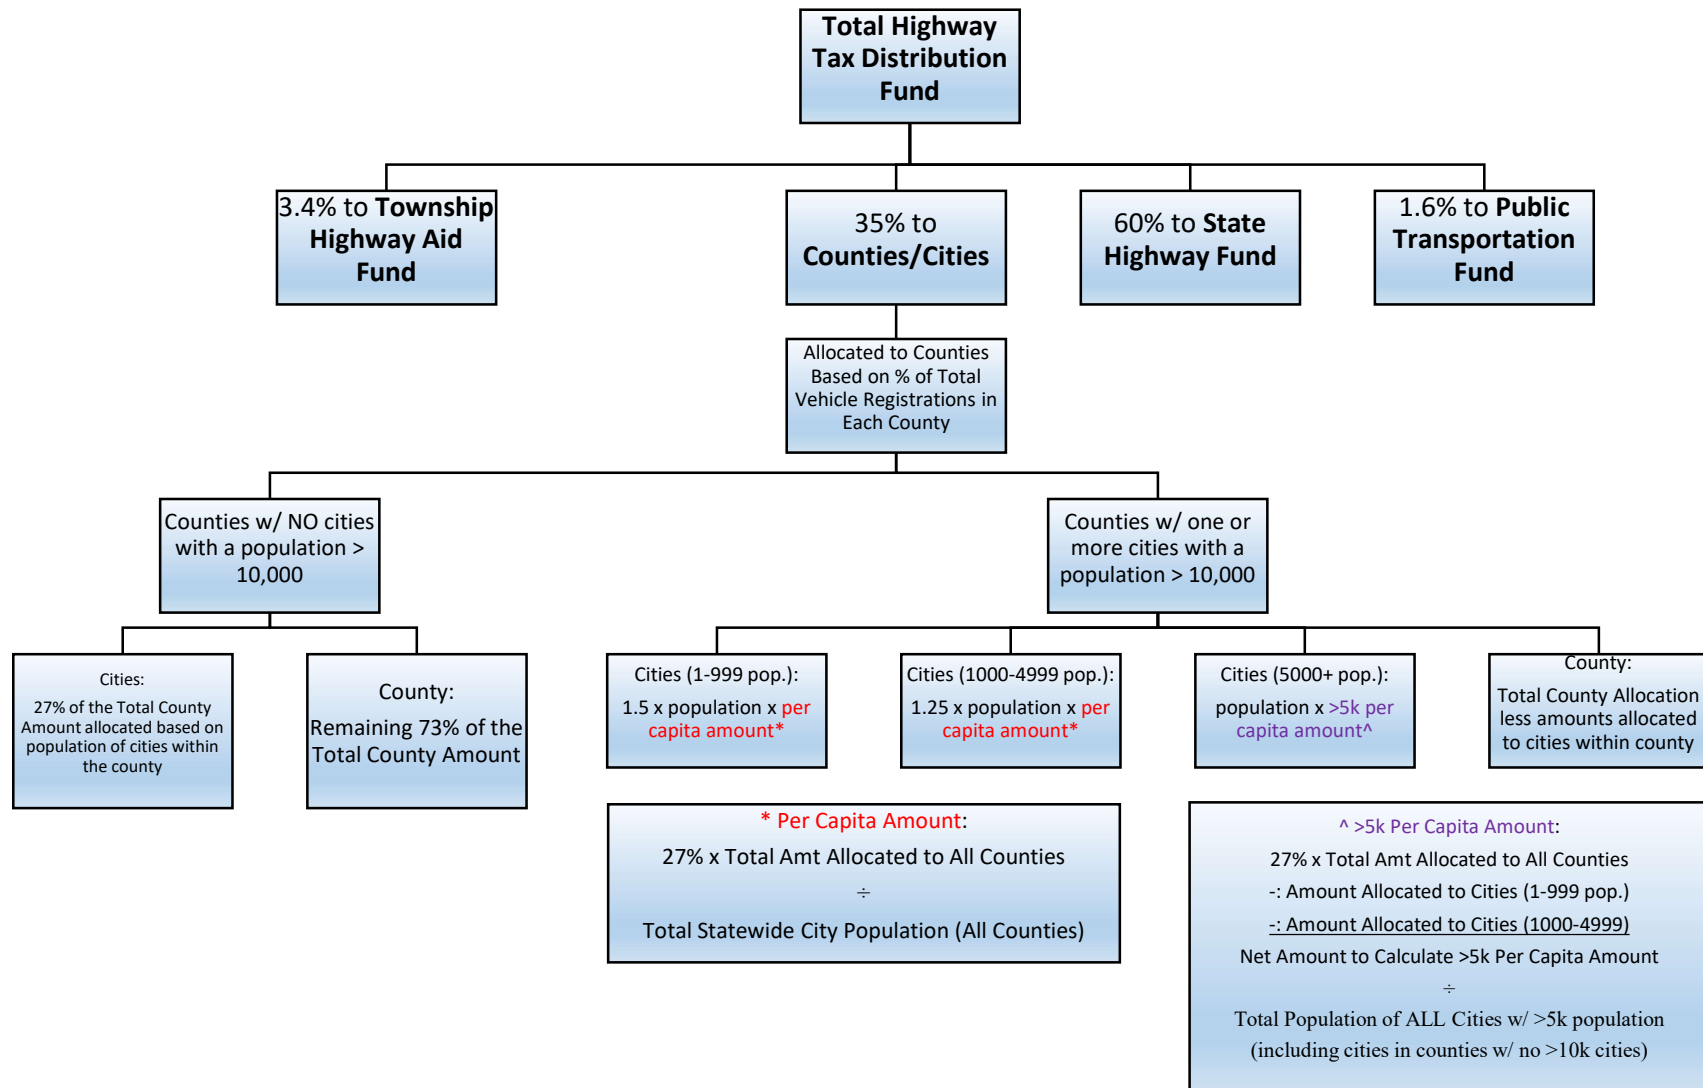 Total Highway
Tax Distribution
Fund
3.4% to Township
Highway Aid
Fund
35% to
Counties/Cities
60% to State
Highway Fund
1.6% to Public
Transportation
Fund
Allocated to Counties
Based on % of Total
Vehicle Registrations in
Each County
Counties w/ NO cities
with a population >
10,000
Counties w/ one or
more cities with a
population > 10,000
Cities:
27% of the Total County
Amount allocated based on
population of cities within
the county
County:
Remaining 73% of the
Total County Amount
Cities (1-999 pop.):
1.5 x population x per
capita amount*
Cities (1000-4999 pop.):
1.25 x population x per
capita amount*
Cities (5000+ pop.):
population x >5k per
capita amount^
County:
Total County Allocation
less amounts allocated
to cities within county
* Per Capita Amount:
27% x Total Amt Allocated to All Counties
÷
Total Statewide City Population (All Counties)
^ >5k Per Capita Amount:
27% x Total Amt Allocated to All Counties
-: Amount Allocated to Cities (1-999 pop.)
-: Amount Allocated to Cities (1000-4999)
Net Amount to Calculate >5k Per Capita Amount
÷
Total Population of ALL Cities w/ >5k population
(including cities in counties w/ no >10k cities)